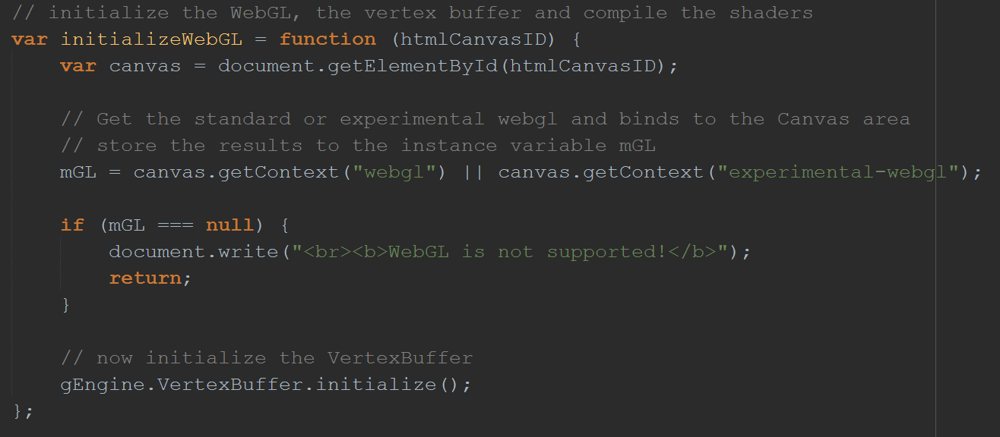 // initialize the WebGL, the vertex buffer and compile the shaders
var initializeWebGL = function (htmlCanvasID) {
    var canvas = document.getElementById(htmlCanvasID);

    // Get the standard or experimental webgl and binds to the Canvas area
    // store the results to the instance variable mGL
    mGL = canvas.getContext("webgl") || canvas.getContext("experimental-webgl");

    if (mGL === null) {
        document.write("<br><b>WebGL is not supported!</b>");
        return;
    }

    // now initialize the VertexBuffer
    gEngine.VertexBuffer.initialize();
};